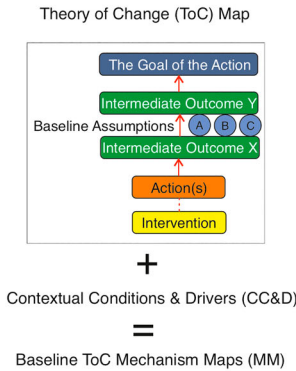 Theory of Change (ToC) Map
The Goal of the Action
Intermediate Outcome Y
Baseline Assumptions A B C
Intermediate Outcome X
Action(s)
Intervention
+
Contextual Conditions & Drivers (CC&D)
=
Baseline ToC Mechanism Maps (MM)